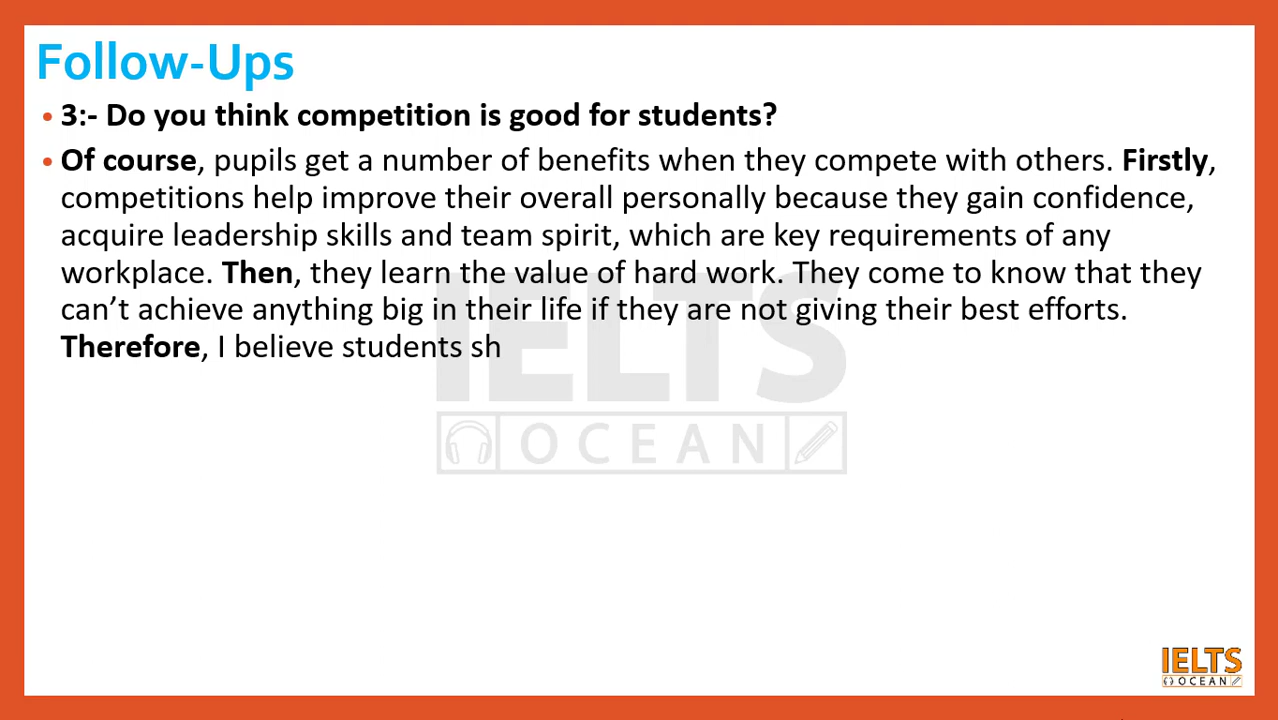 Follow-Ups
• 3:- Do you think competition is good for students?
• Of course, pupils get a number of benefits when they compete with others. Firstly,
competitions help improve their overall personally because they gain confidence,
acquire leadership skills and team spirit, which are key requirements of any
workplace. Then, they learn the value of hard work. They come to know that they
can’t achieve anything big in their life if they are not giving their best efforts.
Therefore, I believe students sh
IELTS
OCEAN
IELTS
OCEAN